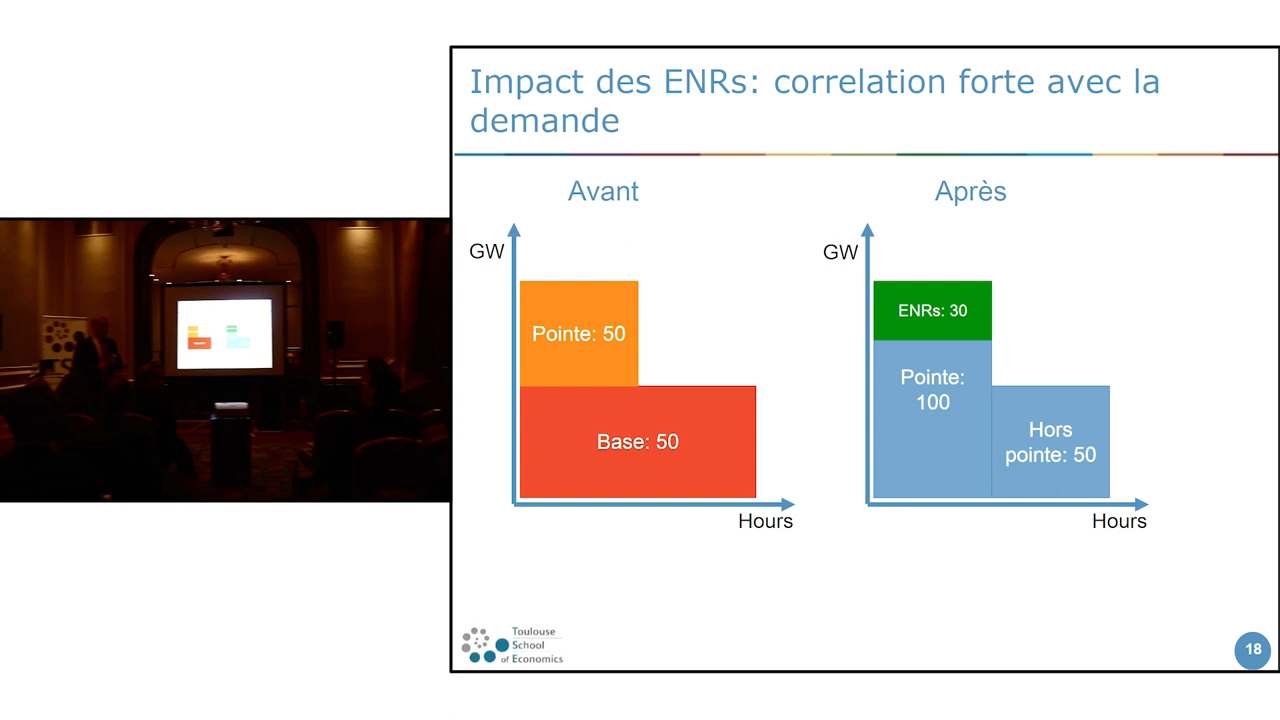 Impact des ENRs: correlation forte avec la
demande
Avant
Après
GW
Pointe: 50
Base: 50
Hours
GW
ENRs: 30
Pointe:
100
Hors
pointe: 50
Hours
Toulouse
School
of Economics
18